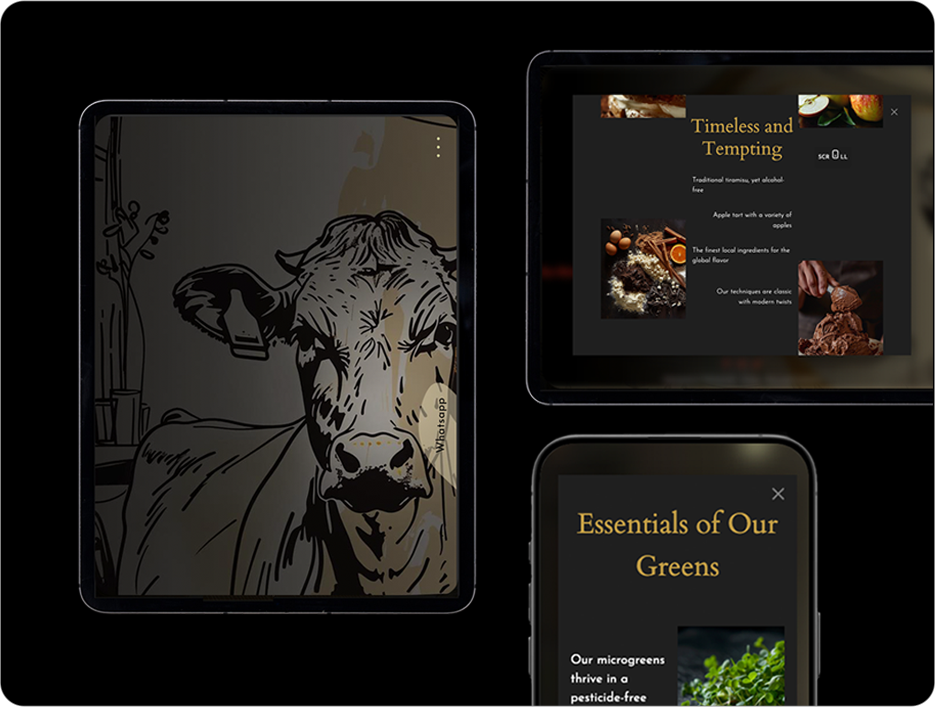 Whatsapp
Timeless and
Tempting
SCROLL
Traditional tiramisu, yet alcohol-
free
Apple tart with a variety of
apples
The finest local ingredients for the
global flavor
Our techniques are classic
with modern twists
Essentials of Our
Greens
Our microgreens
thrive in a
pesticide-free